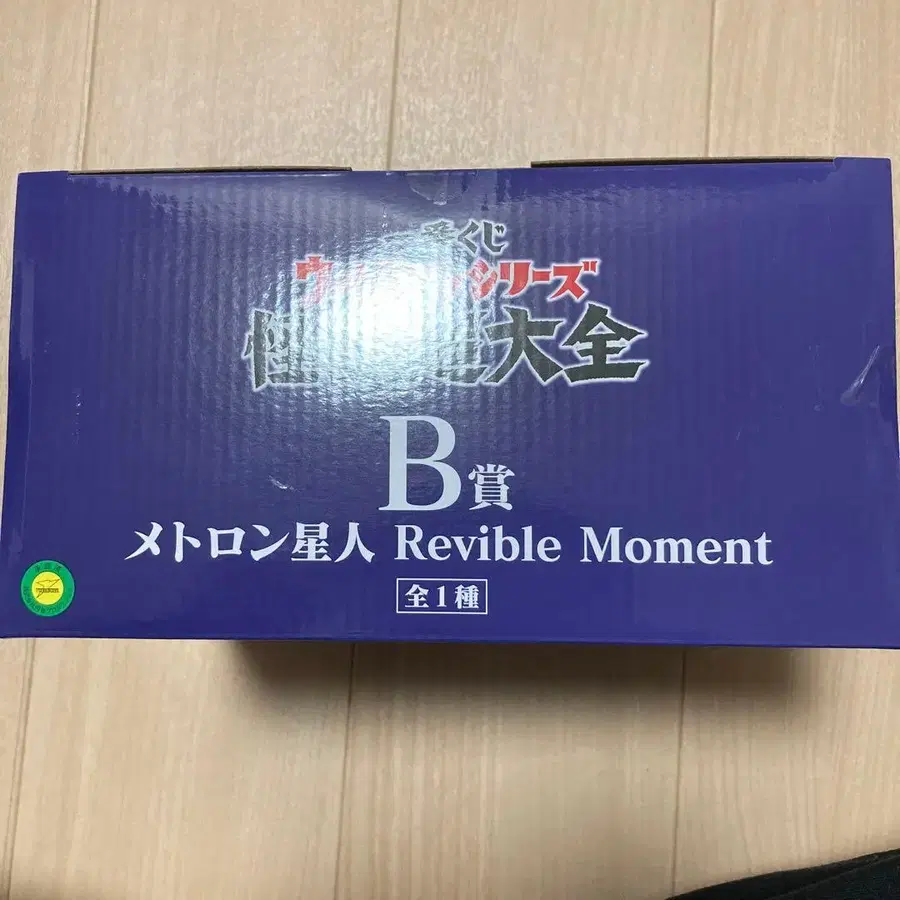 番くじ
シリーズ
大全
B賞
メトロン星人 Revible Moment
全1種